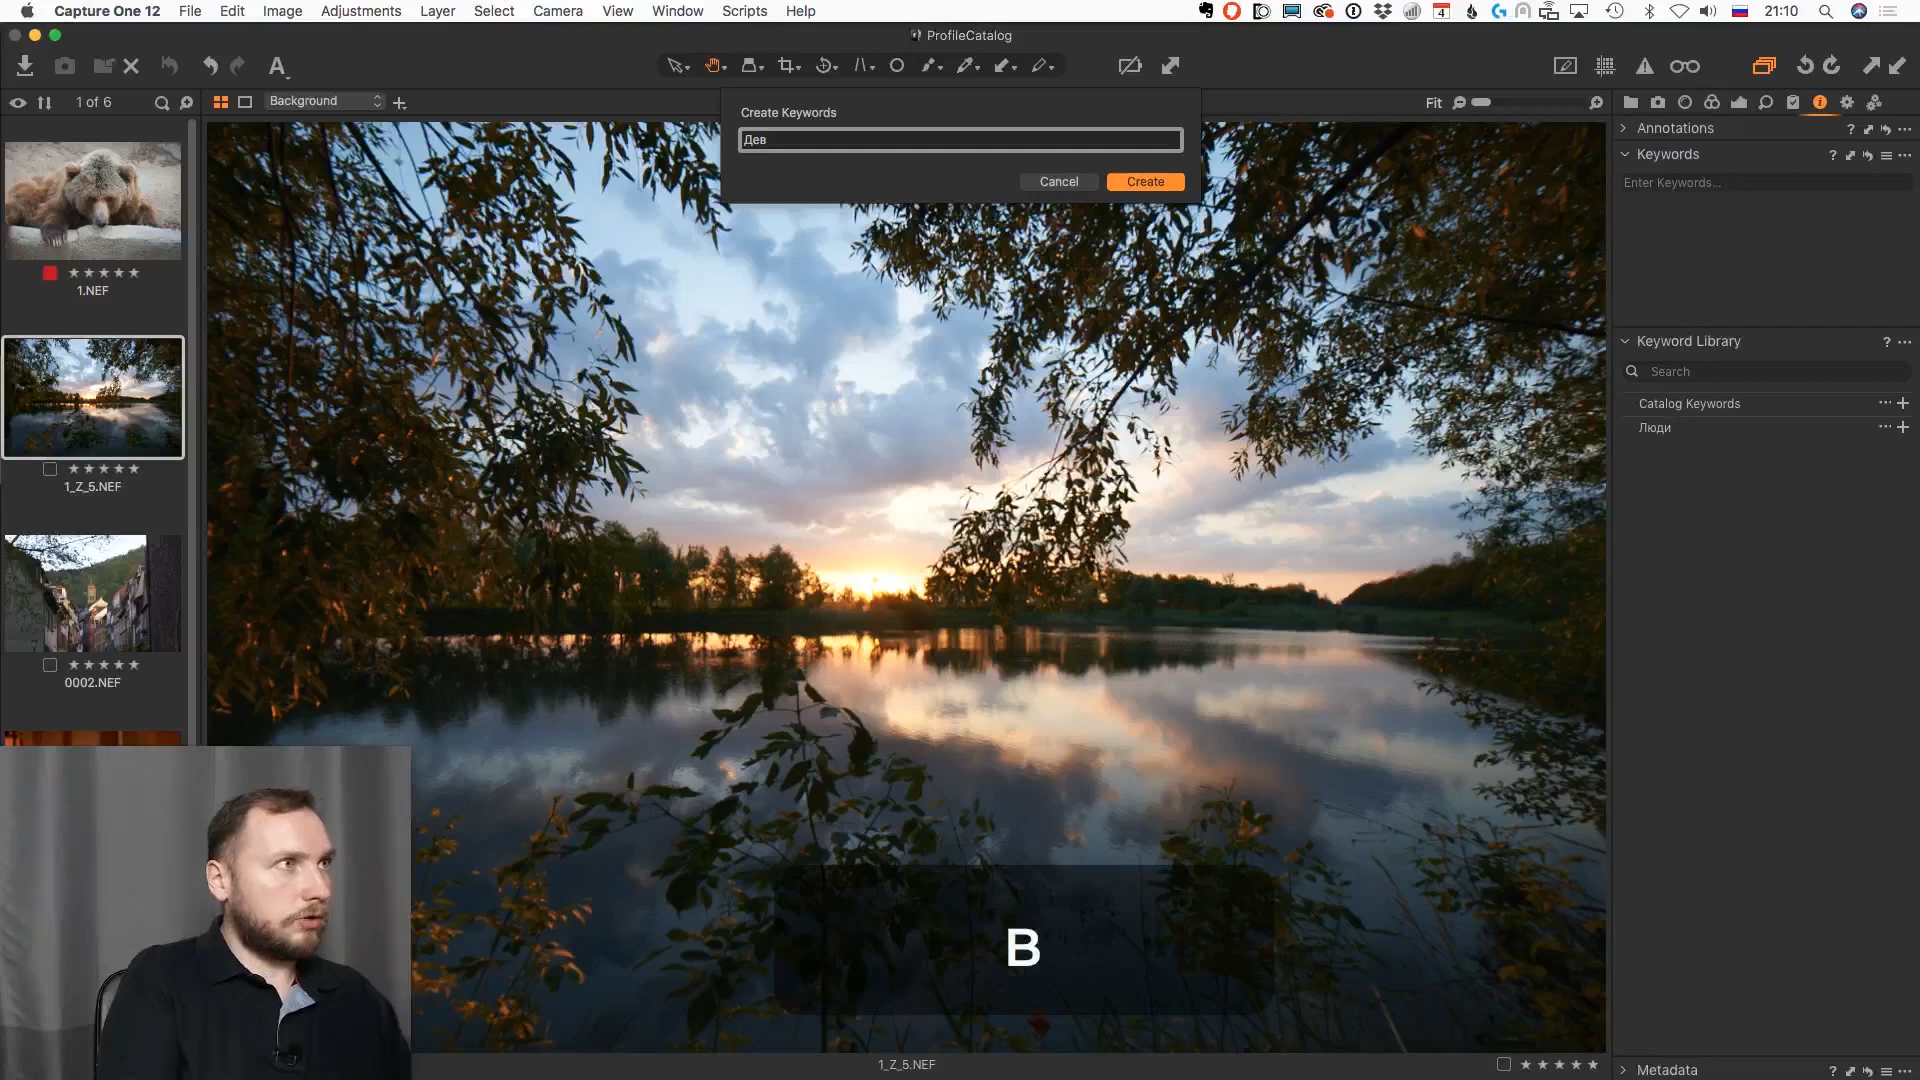 Capture One 12 File Edit Image Adjustments Layer Select Camera View Window Scripts Help 4 21:10
ProfileCatalog
A
1 of 6 Background Fit
Create Keywords
Дев
Cancel Create
Annotations ?
Keywords ?
Enter Keywords...
Keyword Library ?
Search
Catalog Keywords
Люди
1.NEF
1_Z_5.NEF
0002.NEF
В
1_Z_5.NEF
Metadata ?